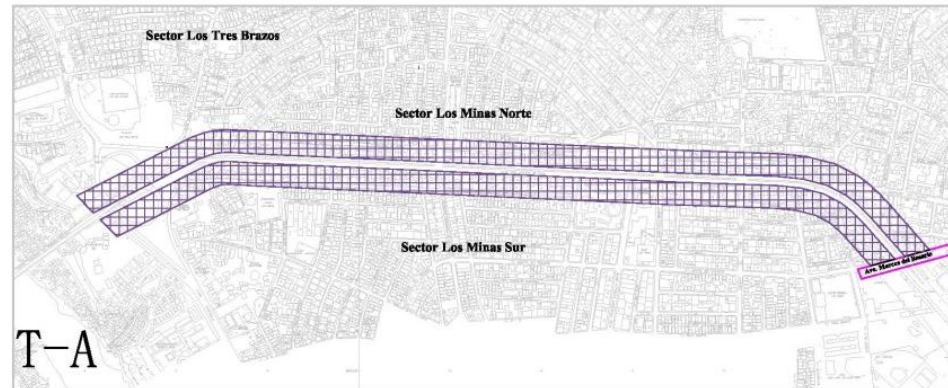 Sector Los Tres Brazos
Sector Los Minas Norte
Sector Los Minas Sur
Ave. Marcos del Rosario
T-A